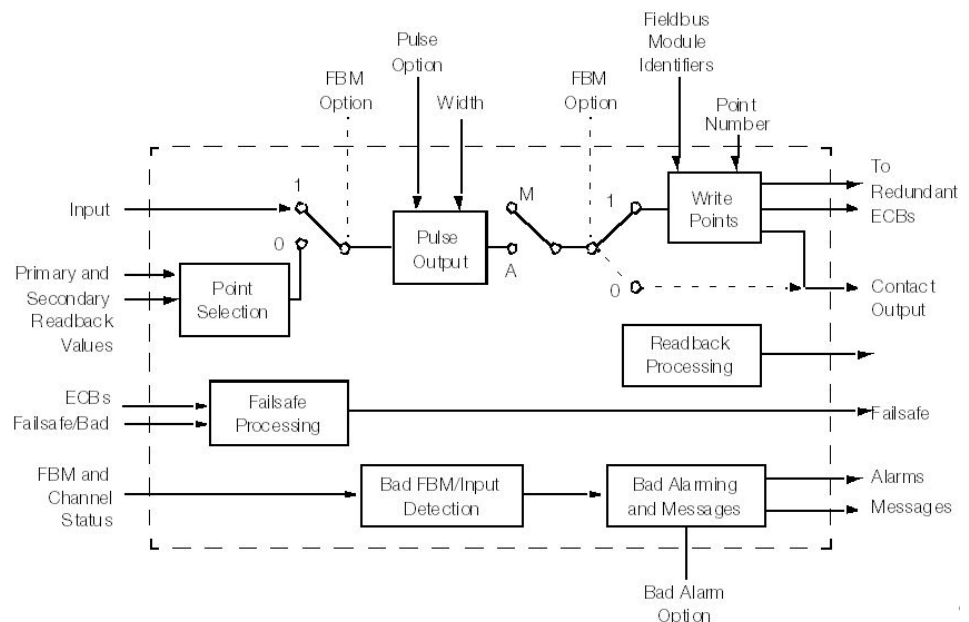 Fieldbus
Module
Identifiers
Pulse
Option
FBM
Option
Width
FBM
Option
Point
Number
To
Redundant
ECBs
1
M
1
Input
Pulse
Output
Write
Points
0
A
Primary and
Secondary
Readback
Values
Point
Selection
0
Contact
Output
Readback
Processing
ECBs
Failsafe/Bad
Failsafe
Processing
Failsafe
FBM and
Channel
Status
Bad FBM/Input
Detection
Bad Alarming
and Messages
Alarms
Messages
Bad Alarm
Option